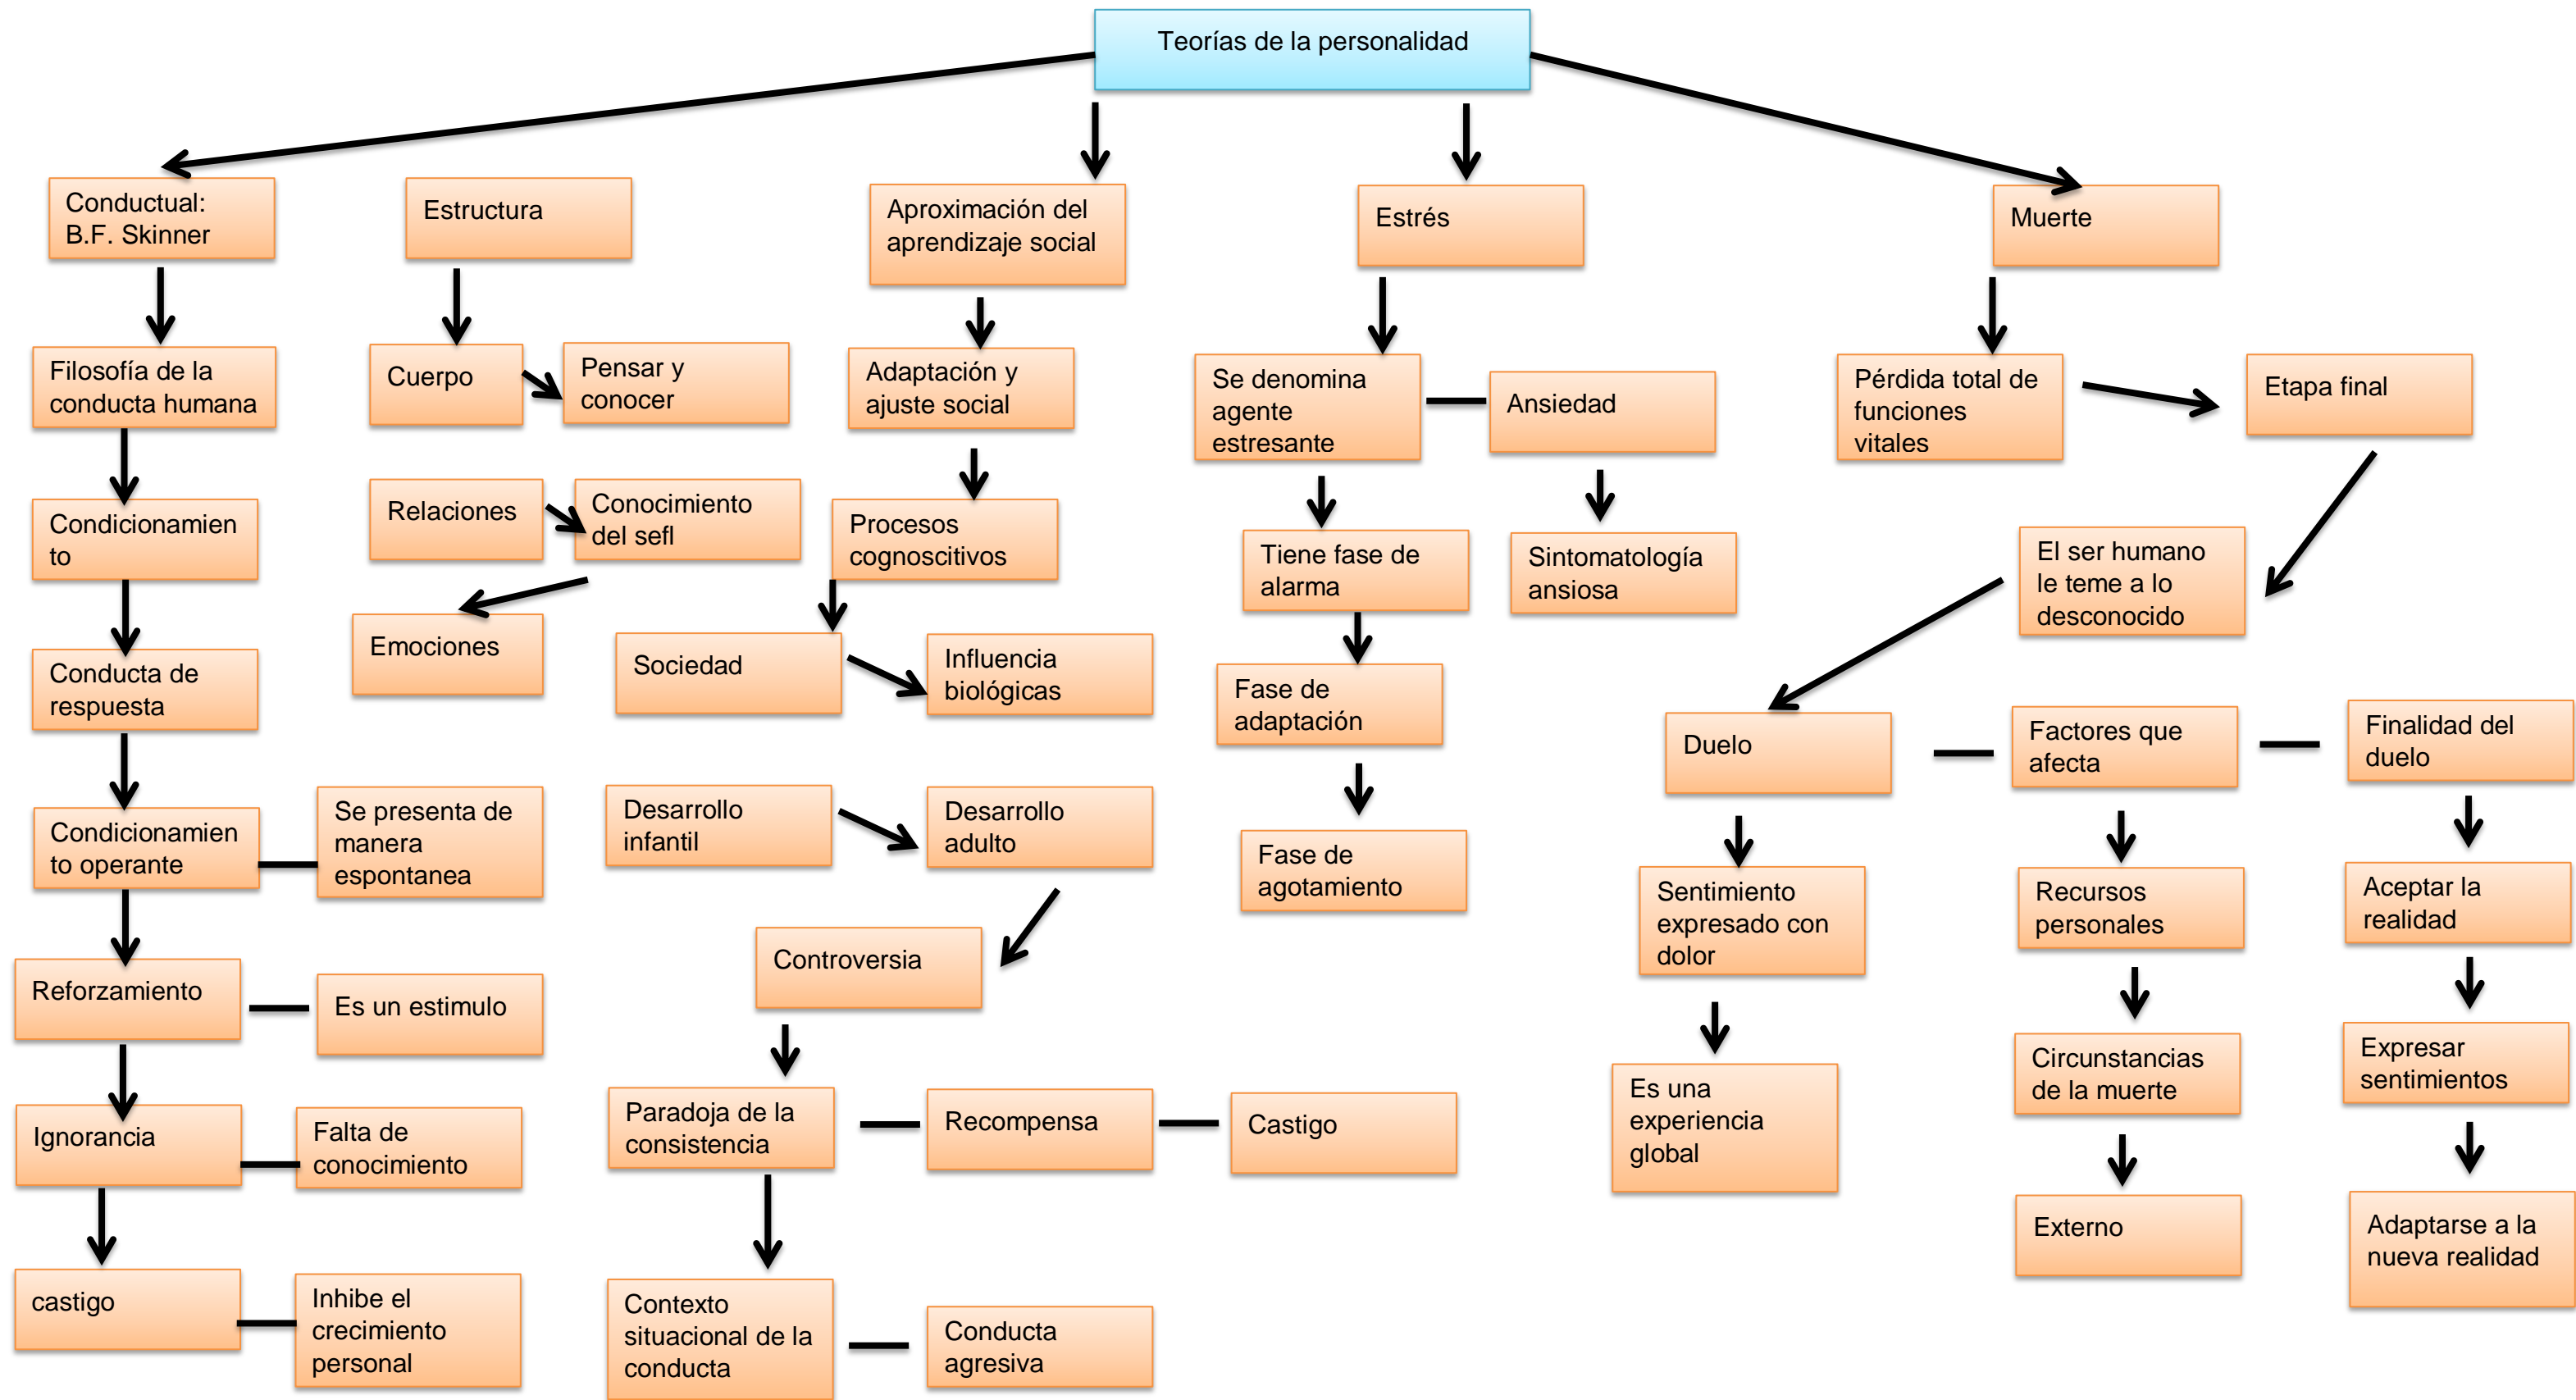 Teorías de la personalidad
Conductual:
B.F. Skinner
Estructura
Aproximación del
aprendizaje social
Estrés
Muerte
Filosofía de la
conducta humana
Cuerpo
Pensar y
conocer
Adaptación y
ajuste social
Se denomina
agente
estresante
Ansiedad
Pérdida total de
funciones
vitales
Etapa final
Condicionamien
to
Relaciones
Conocimiento
del sefl
Procesos
cognoscitivos
Tiene fase de
alarma
Sintomatología
ansiosa
El ser humano
le teme a lo
desconocido
Emociones
Conducta de
respuesta
Sociedad
Influencia
biológicas
Fase de
adaptación
Duelo
Factores que
afecta
Finalidad del
duelo
Condicionamien
to operante
Se presenta de
manera
espontanea
Desarrollo
infantil
Desarrollo
adulto
Fase de
agotamiento
Sentimiento
expresado con
dolor
Recursos
personales
Aceptar la
realidad
Reforzamiento
Es un estimulo
Controversia
Es una
experiencia
global
Circunstancias
de la muerte
Expresar
sentimientos
Ignorancia
Falta de
conocimiento
Paradoja de la
consistencia
Recompensa
Castigo
Externo
Adaptarse a la
nueva realidad
castigo
Inhibe el
crecimiento
personal
Contexto
situacional de la
conducta
Conducta
agresiva